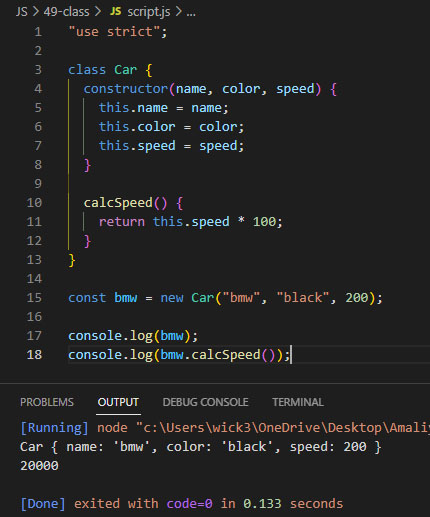 JS > 49-class > JS script.js > ...
1 "use strict";
2
3 class Car {
4   constructor(name, color, speed) {
5     this.name = name;
6     this.color = color;
7     this.speed = speed;
8   }
9
10   calcSpeed() {
11     return this.speed * 100;
12   }
13 }
14
15 const bmw = new Car("bmw", "black", 200);
16
17 console.log(bmw);
18 console.log(bmw.calcSpeed());
PROBLEMS OUTPUT DEBUG CONSOLE TERMINAL
[Running] node "c:\Users\wick3\OneDrive\Desktop\Amaliy
Car { name: 'bmw', color: 'black', speed: 200 }
20000
[Done] exited with code=0 in 0.133 seconds